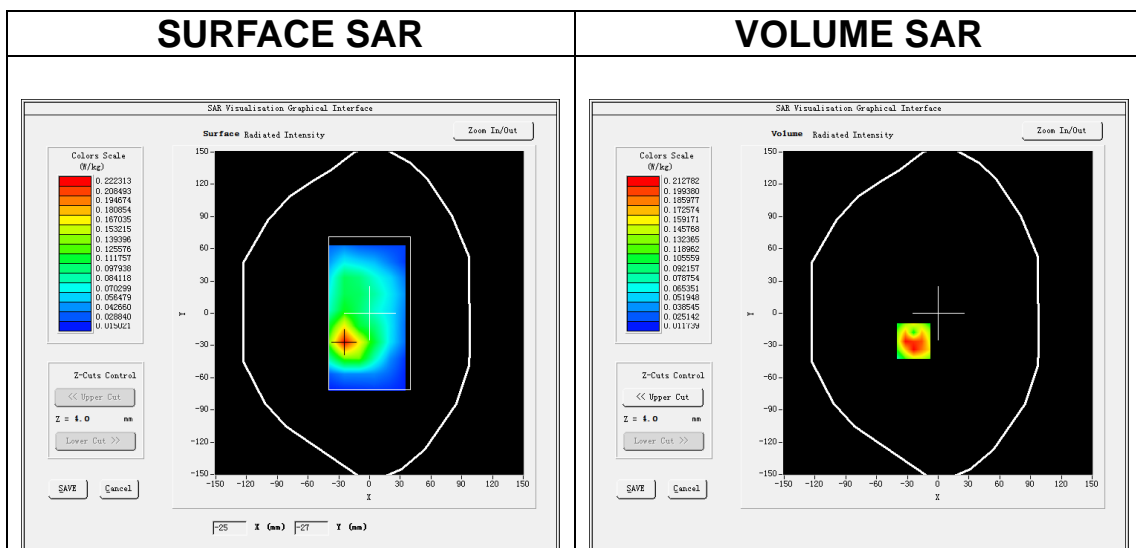 SURFACE SAR
VOLUME SAR
SAR Visualisation Graphical Interface
Surface Radiated Intensity
Zoom In/Out
Colors Scale
(W/kg)
0.222313
0.208493
0.194674
0.180854
0.167035
0.153215
0.139396
0.125576
0.111757
0.097938
0.084118
0.070299
0.056479
0.042660
0.028840
0.015021
150
120
90
60
30
0
-30
-60
-90
-120
-150
Y
-150 -120 -90 -60 -30 0 30 60 90 120 150
X
Z-Cuts Control
<< Upper Cut
Z = 4.0 mm
Lower Cut >>
SAVE Cancel
-25 X (mm) -27 Y (mm)
SAR Visualisation Graphical Interface
Volume Radiated Intensity
Zoom In/Out
Colors Scale
(W/kg)
0.212782
0.199380
0.185977
0.172574
0.159171
0.145768
0.132365
0.118962
0.105559
0.092157
0.078754
0.065351
0.051948
0.038545
0.025142
0.011739
150
120
90
60
30
0
-30
-60
-90
-120
-150
Y
-150 -120 -90 -60 -30 0 30 60 90 120 150
X
Z-Cuts Control
<< Upper Cut
Z = 4.0 mm
Lower Cut >>
SAVE Cancel